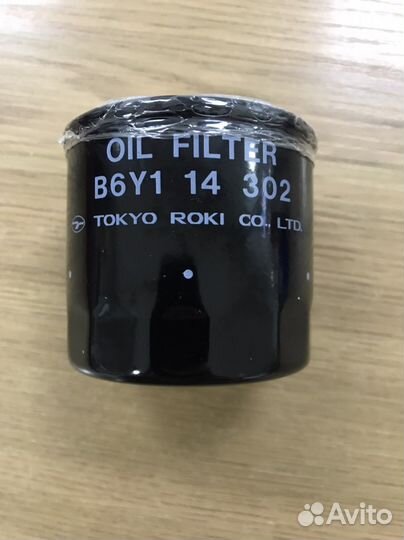 OIL FILTER
B6Y1 14 302
TOKYO ROKI CO., LTD.
Avito